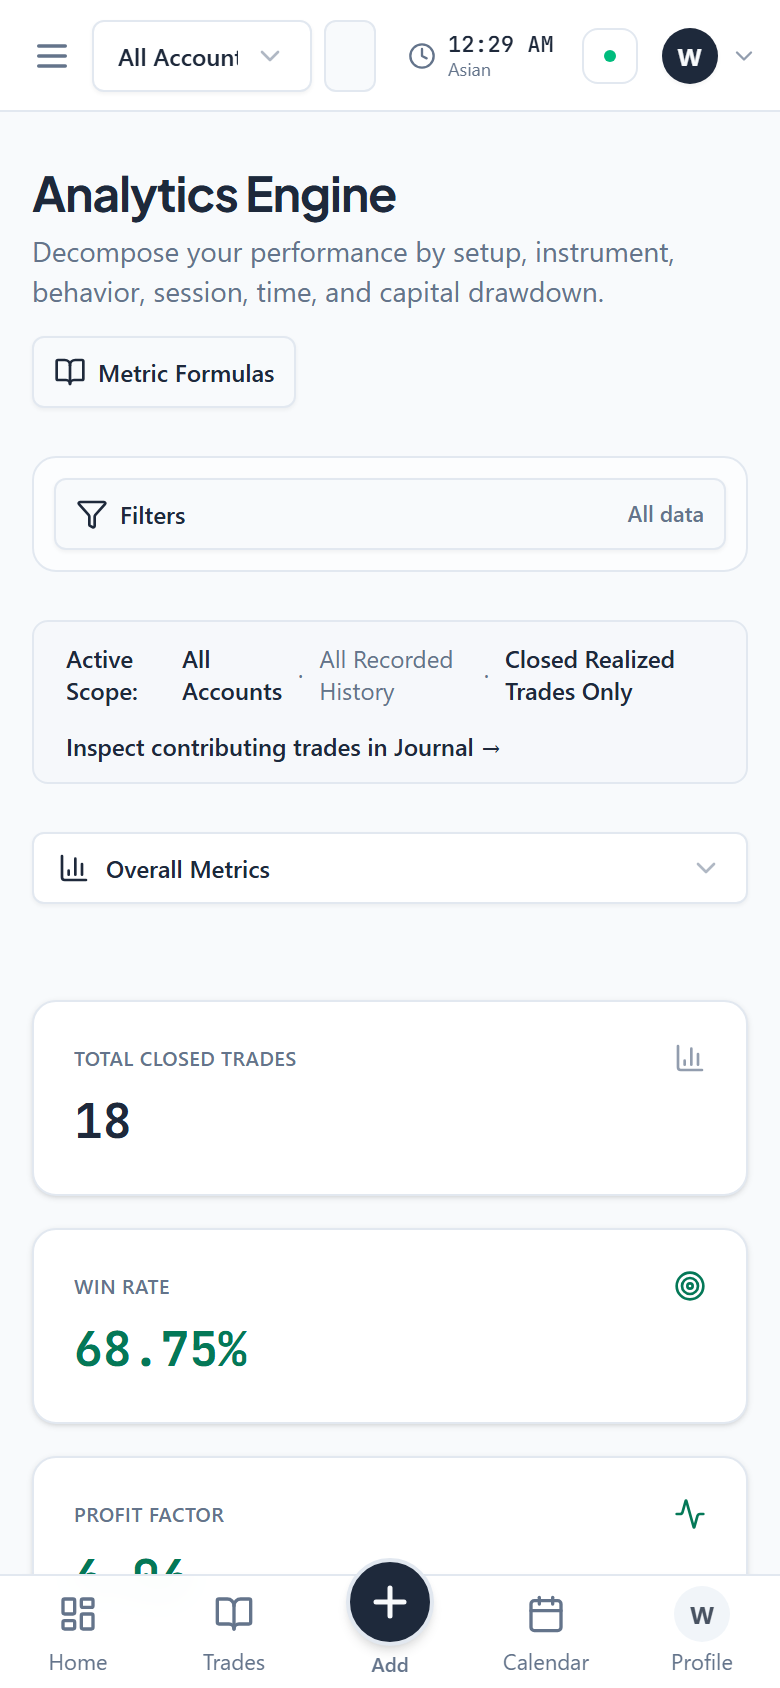 All Account
12:29 AM
Asian
W
Analytics Engine
Decompose your performance by setup, instrument,
behavior, session, time, and capital drawdown.
Metric Formulas
Filters
All data
Active Scope:
All Accounts
·
All Recorded History
·
Closed Realized Trades Only
Inspect contributing trades in Journal →
Overall Metrics
TOTAL CLOSED TRADES
18
WIN RATE
68.75%
PROFIT FACTOR
Home
Trades
Add
Calendar
W
Profile